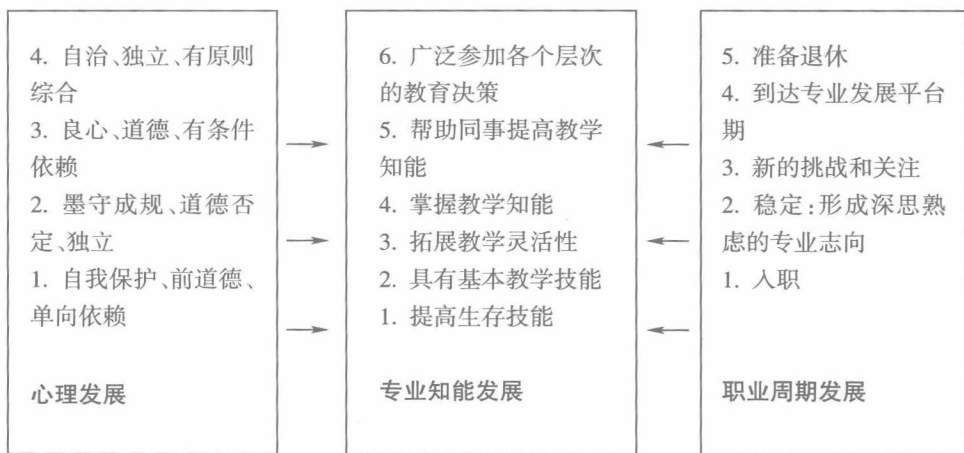 4. 自治、独立、有原则
综合
3. 良心、道德、有条件
依赖
2. 墨守成规、道德否
定、独立
1. 自我保护、前道德、
单向依赖
心理发展
6. 广泛参加各个层次
的教育决策
5. 帮助同事提高教学
知能
4. 掌握教学知能
3. 拓展教学灵活性
2. 具有基本教学技能
1. 提高生存技能
专业知能发展
5. 准备退休
4. 到达专业发展平台
期
3. 新的挑战和关注
2. 稳定:形成深思熟
虑的专业志向
1. 入职
职业周期发展